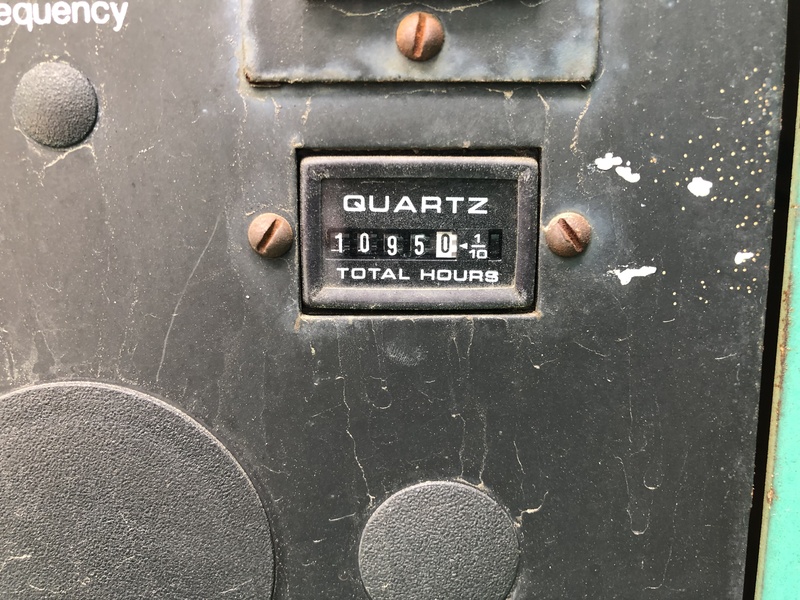 equency
QUARTZ
10950 ◄ 1/10
TOTAL HOURS